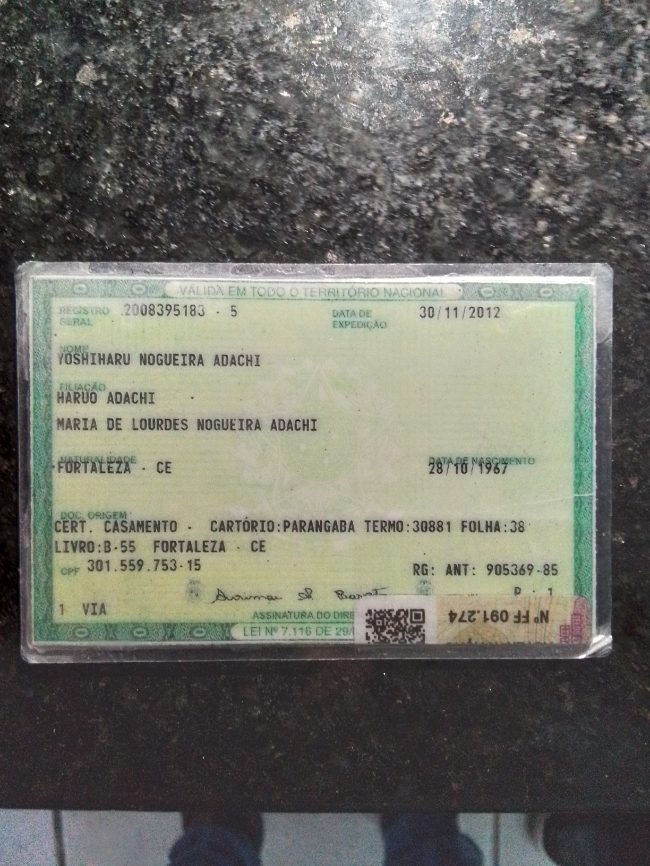 VÁLIDA EM TODO O TERRITÓRIO NACIONAL
REGISTRO GERAL 2008395183 - 5 DATA DE EXPEDIÇÃO 30/11/2012
NOME
YOSHIHARU NOGUEIRA ADACHI
FILIAÇÃO
HARUO ADACHI
MARIA DE LOURDES NOGUEIRA ADACHI
NATURALIDADE DATA DE NASCIMENTO
FORTALEZA - CE 28/10/1967
DOC. ORIGEM
CERT. CASAMENTO - CARTÓRIO:PARANGABA TERMO:30881 FOLHA:38
LIVRO:B-55 FORTALEZA - CE
CPF 301.559.753-15 RG: ANT: 905369-85
P : 1
1 VIA
ASSINATURA DO DIRE
LEI Nº 7.116 DE 29/
Nº FF 091.274